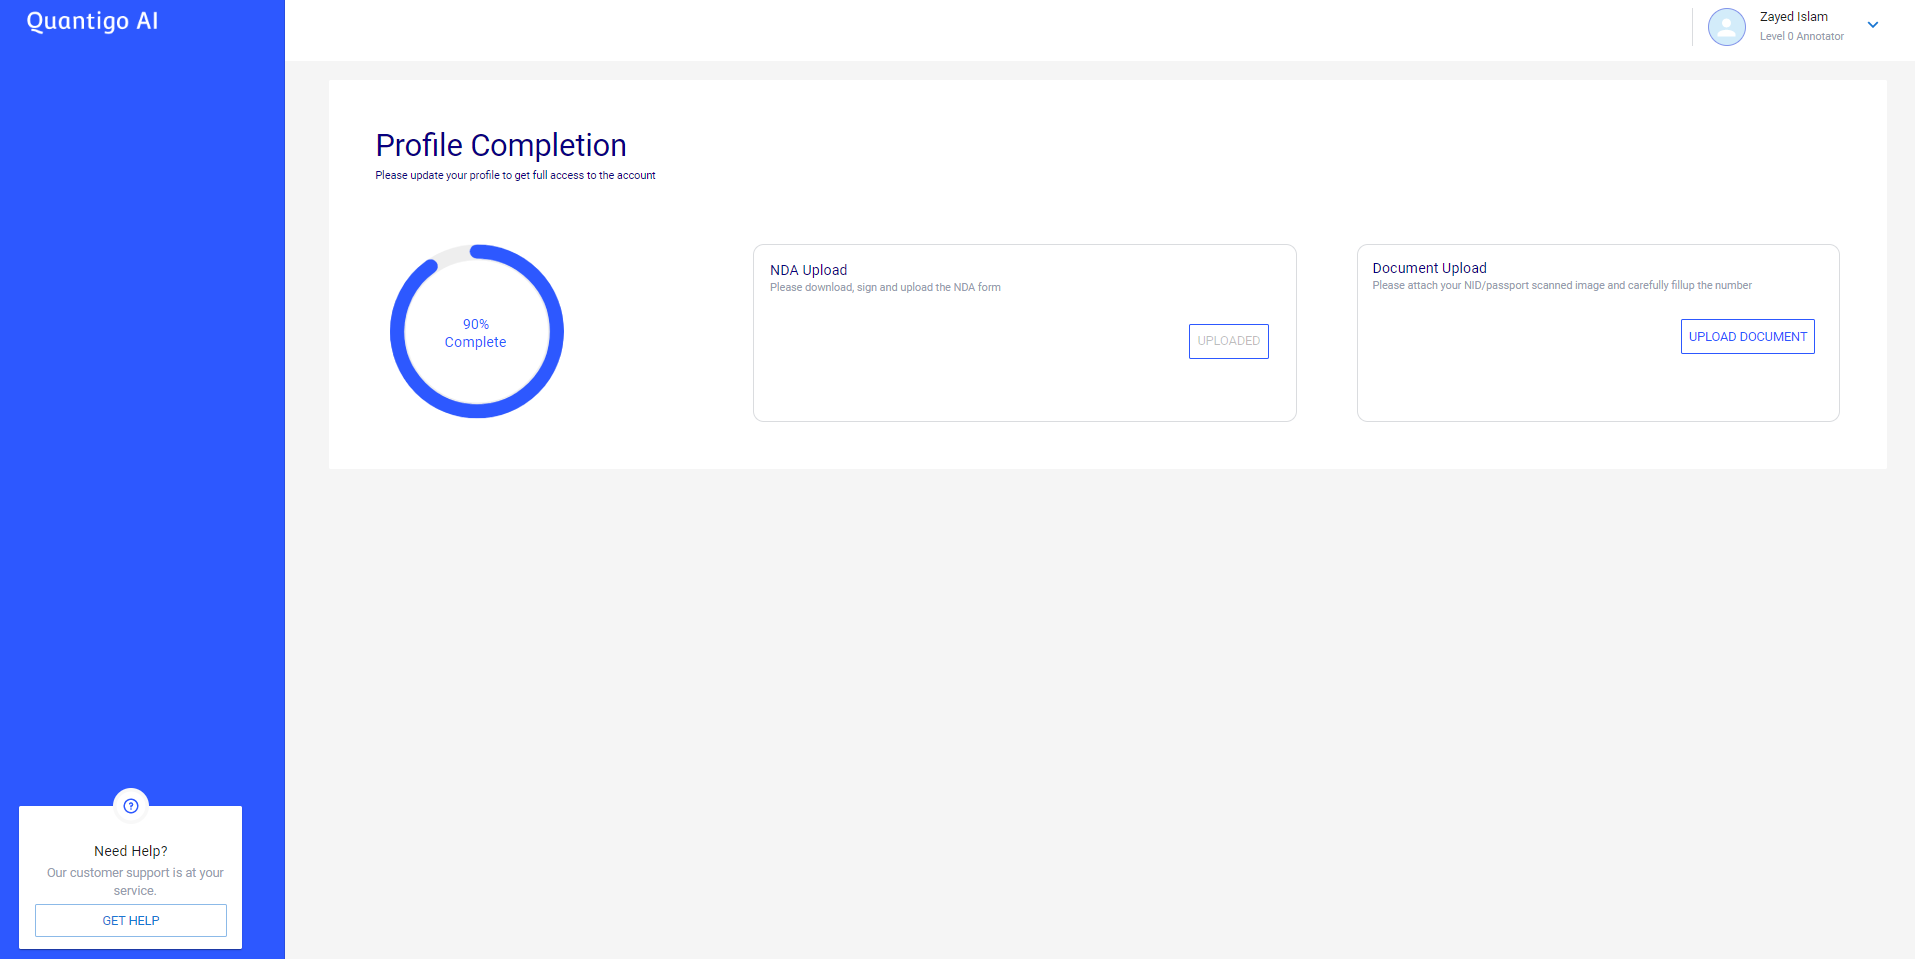 Quantigo AI
Zayed Islam
Level 0 Annotator
Profile Completion
Please update your profile to get full access to the account
90%
Complete
NDA Upload
Please download, sign and upload the NDA form
UPLOADED
Document Upload
Please attach your NID/passport scanned image and carefully fillup the number
UPLOAD DOCUMENT
?
Need Help?
Our customer support is at your
service.
GET HELP